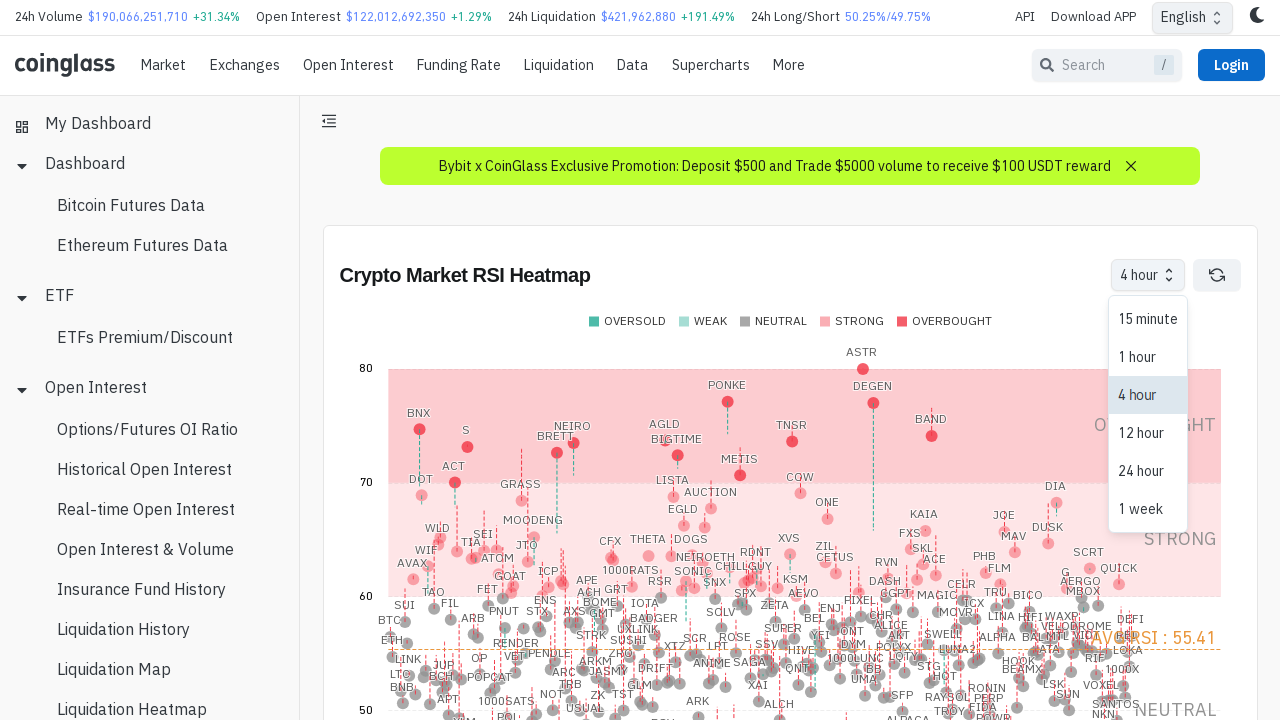 24h Volume $190,066,251,710 +31.34% Open Interest $122,012,692,350 +1.29% 24h Liquidation $421,962,880 +191.49% 24h Long/Short 50.25%/49.75% API Download APP English
coinglass Market Exchanges Open Interest Funding Rate Liquidation Data Supercharts More Search / Login
My Dashboard
Dashboard
Bitcoin Futures Data
Ethereum Futures Data
ETF
ETFs Premium/Discount
Open Interest
Options/Futures OI Ratio
Historical Open Interest
Real-time Open Interest
Open Interest & Volume
Insurance Fund History
Liquidation History
Liquidation Map
Liquidation Heatmap
Bybit x CoinGlass Exclusive Promotion: Deposit $500 and Trade $5000 volume to receive $100 USDT reward
Crypto Market RSI Heatmap
4 hour
15 minute
1 hour
4 hour
12 hour
24 hour
1 week
OVERSOLD WEAK NEUTRAL STRONG OVERBOUGHT
80
ASTR
PONKE DEGEN
BNX S NEIRO AGLD TNSR BAND
BRETT BIGTIME
ACT METIS
70
DOT GRASS LISTA COW DIA
AUCTION
MOODENG EGLD ONE KAIA JOE
STRONG
WLD SEI FXS DUSK
TIA JTO CFX THETA DOGS XVS ZIL SKL MAV
WIF ATOM NEIROETH RDNT CETUS ACE PHB SCRT
AVAX ICP 1000RATS SONIC CHILLGUY RVN FLM QUICK
GOAT APE RSR SNX KSM DASH CELR AERGO
60
TAO FET ENS ACH GRT SPX AEVO CGPT MAGIC TRU BICO MBOX
SUI FIL PNUT STX AXS BOME IOTA ZETA PIXEL ICX
BTC ARB GMT BADGER SOLV BEL ENJ CHR MOVR LINA HIFI WAXP DEFI
ETH RENDER STRK UXLINK SUPER YFI ONT ALICE SWELL ALPHA BAL
AVG RSI : 55.41
LINK OP PENDLE ZRO SUSHI XTZ SCR ROSE SSV HIVE DYM POLYX LUNA2 LOKA
LTC JUP POPCAT ARKM DRIFT LPT ANIME SAGA 1000LUNC LQTY STG HOOK RIF 1000X
BNB BCH ARC JASMY QNT BB HOT BEAMX
APT TRB GLM XAI UMA RONIN LSK VOXEL
1000SATS NOT ZK TST ARK ALCH SFP RAYSOL PERP SUN SANTOS
50
USUAL TROY FIDA NKN NEUTRAL